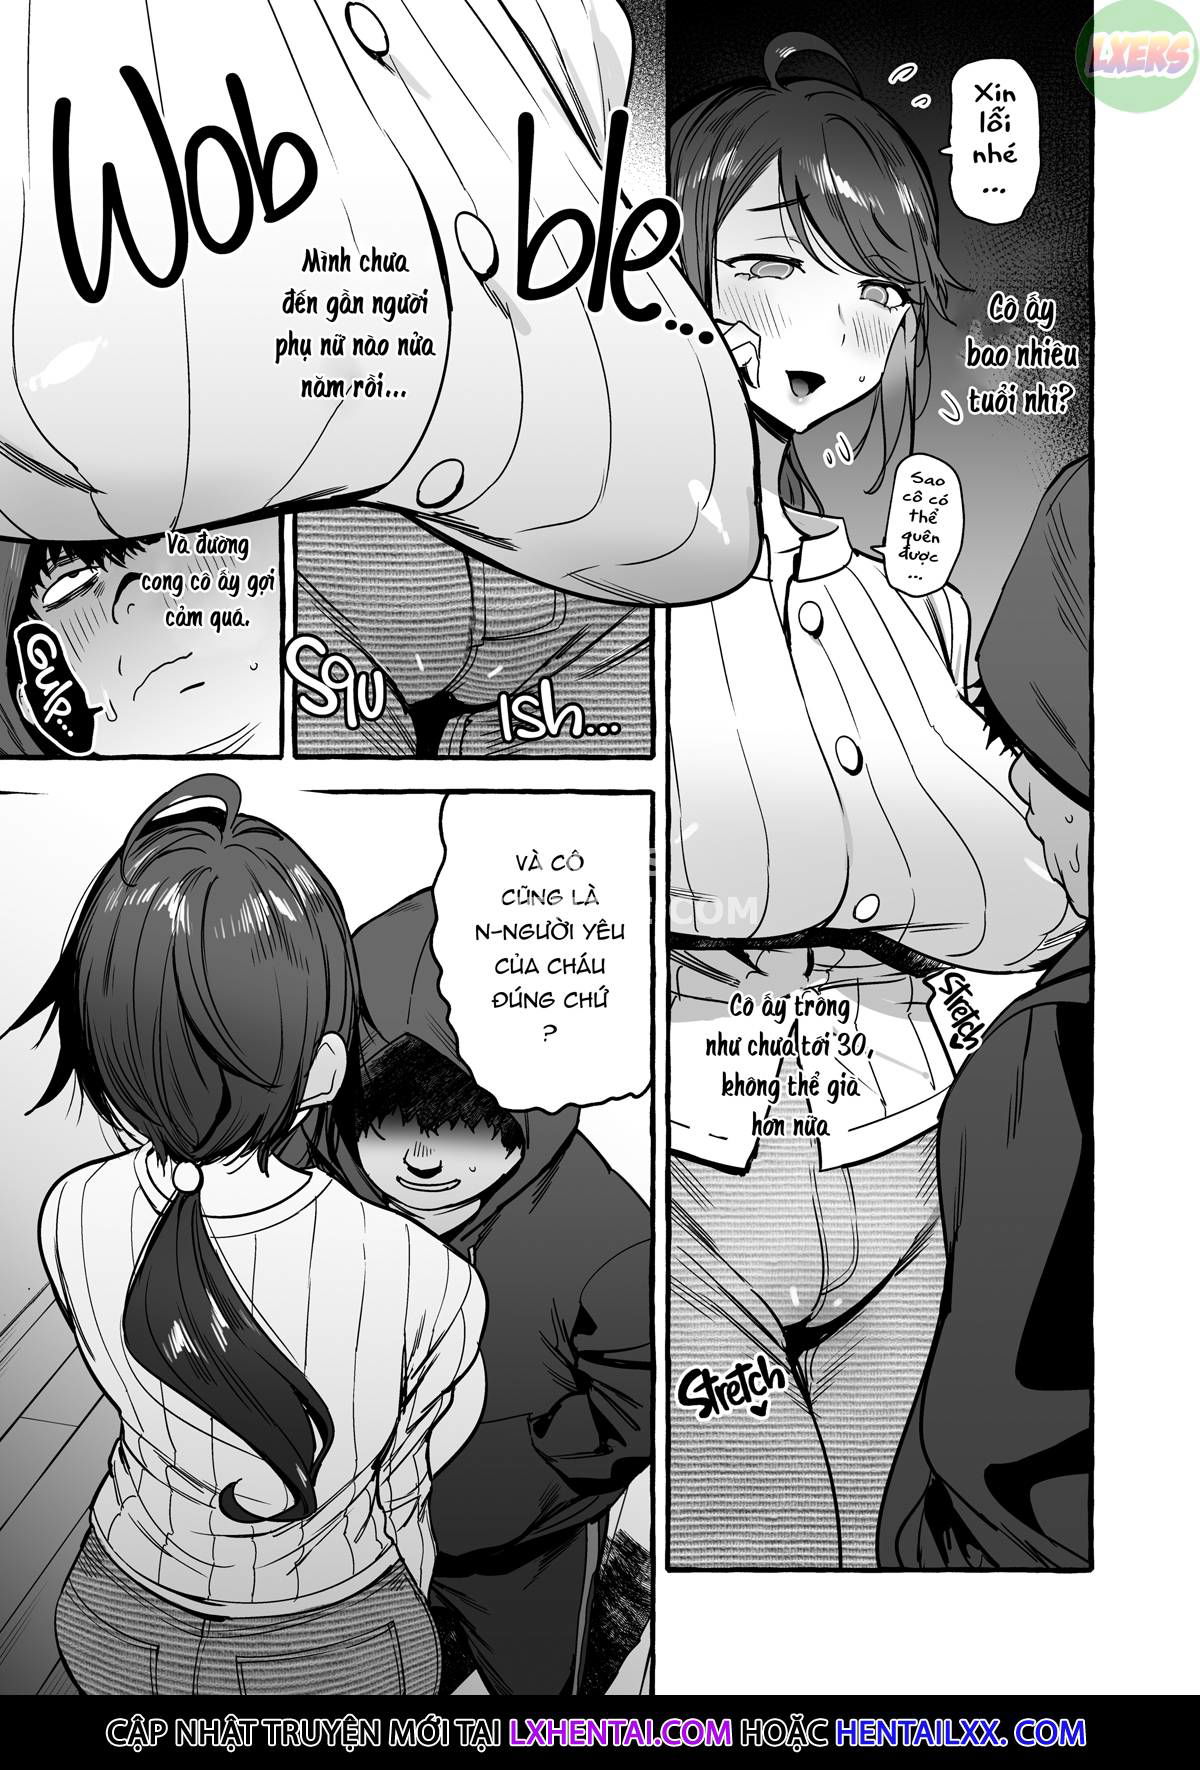 LXERS
Xin
lỗi
nhé
...
Cô ấy
bao nhiêu
tuổi nhỉ?
Sao
cô có
thể
quên
được
...
Stretch
Cô ấy trông
như chưa tới 30,
không thể già
hơn nữa
Stretch
Wob
ble....
Mình chưa
đến gần người
phụ nữ nào nửa
năm rồi...
Squ
ish...
Và đường
cong cô ấy gợi
cảm quá.
Gulp...
VÀ CÔ
CŨNG LÀ
N-NGƯỜI YÊU
CỦA CHÁU
ĐÚNG CHỨ
?
CẬP NHẬT TRUYỆN MỚI TẠI LXHENTAI.COM HOẶC HENTAILXX. COM